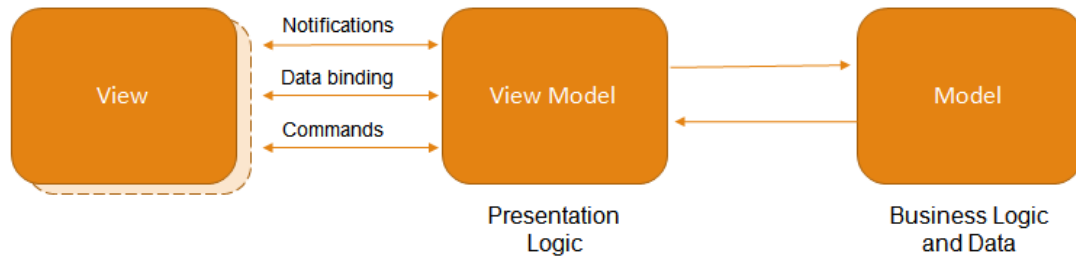 Notifications
View
Data binding
Commands
View Model
Model
Presentation
Logic
Business Logic
and Data